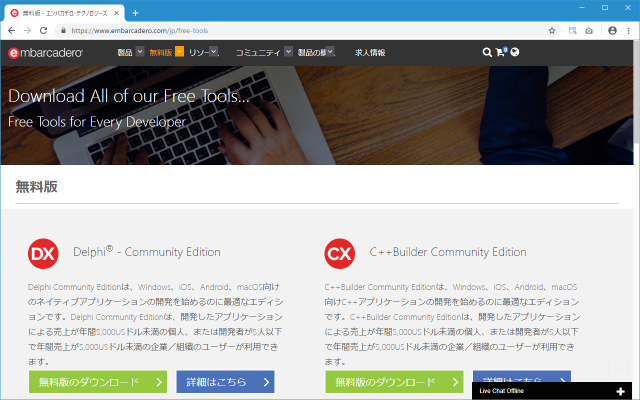 無料版 - エンバカデロ・テクノロジーズ
https://www.embarcadero.com/jp/free-tools
embarcadero
製品 無料版 リソー コミュニティ 製品の購 求人情報
Download All of our Free Tools...
Free Tools for Every Developer
無料版
DX Delphi® - Community Edition
Delphi Community Editionは、Windows、iOS、Android、macOS向け
のネイティブアプリケーションの開発を始めるのに最適なエディシ
ョンです。Delphi Community Editionは、開発したアプリケーション
による売上が年間5,000USドル未満の個人、または開発者が5人以下
で年間売上が5,000USドル未満の企業／組織のユーザーが利用でき
ます。
無料版のダウンロード
詳細はこちら
CX C++Builder Community Edition
C++Builder Community Editionは、Windows、iOS、Android、macOS
向けC++アプリケーションの開発を始めるのに最適なエディション
です。C++Builder Community Editionは、開発したアプリケーション
による売上が年間5,000USドル未満の個人、または開発者が5人以下
で年間売上が5,000USドル未満の企業／組織のユーザーが利用でき
ます。
無料版のダウンロード
詳細はこちら
Live Chat Offline